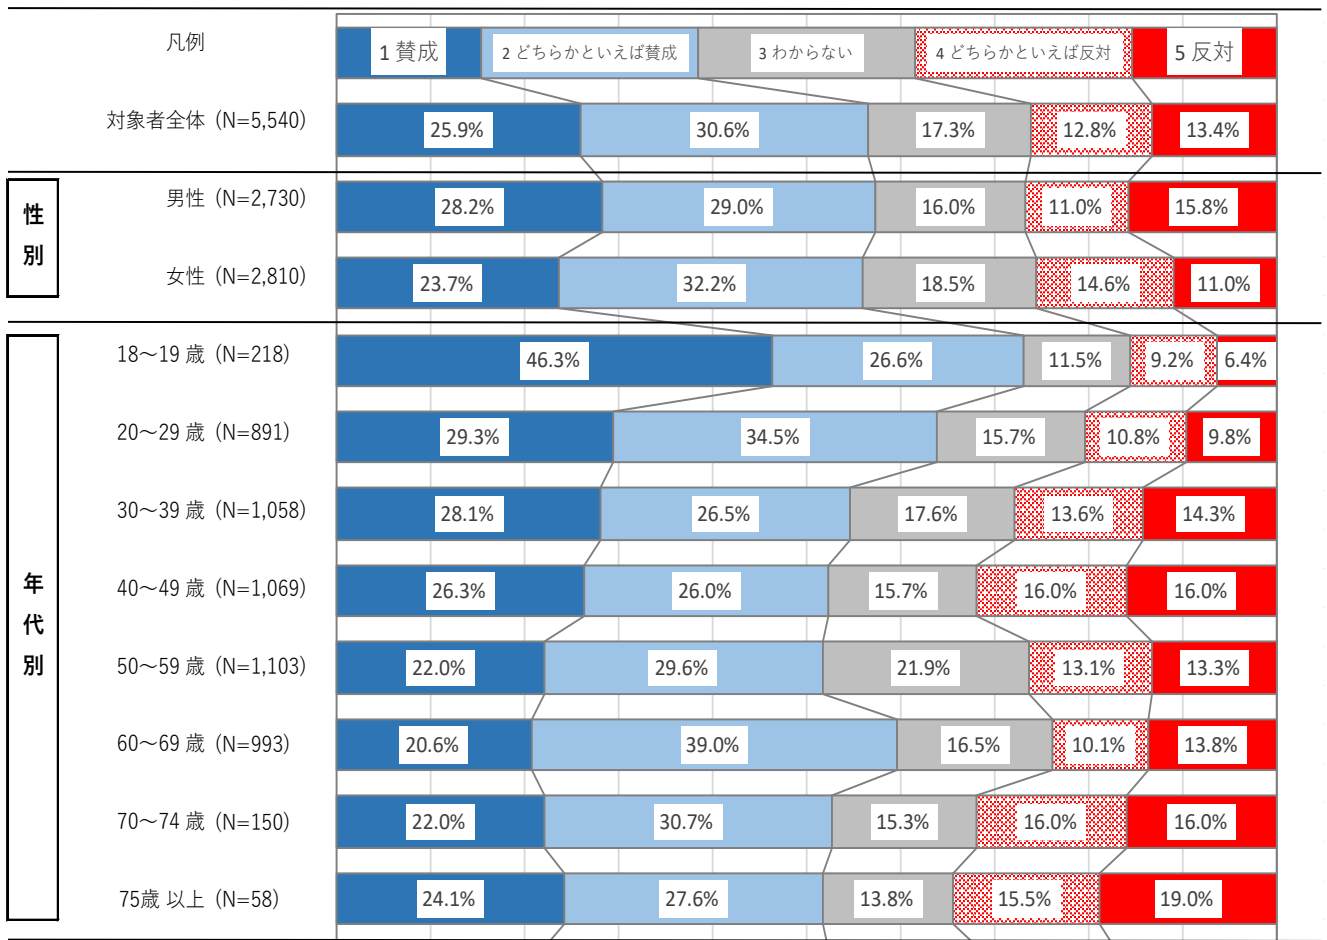 凡例 1 賛成 2 どちらかといえば賛成 3 わからない 4 どちらかといえば反対 5 反対
対象者全体 (N=5,540) 25.9% 30.6% 17.3% 12.8% 13.4%
性別
男性 (N=2,730) 28.2% 29.0% 16.0% 11.0% 15.8%
女性 (N=2,810) 23.7% 32.2% 18.5% 14.6% 11.0%
年代別
18～19 歳 (N=218) 46.3% 26.6% 11.5% 9.2% 6.4%
20～29 歳 (N=891) 29.3% 34.5% 15.7% 10.8% 9.8%
30～39 歳 (N=1,058) 28.1% 26.5% 17.6% 13.6% 14.3%
40～49 歳 (N=1,069) 26.3% 26.0% 15.7% 16.0% 16.0%
50～59 歳 (N=1,103) 22.0% 29.6% 21.9% 13.1% 13.3%
60～69 歳 (N=993) 20.6% 39.0% 16.5% 10.1% 13.8%
70～74 歳 (N=150) 22.0% 30.7% 15.3% 16.0% 16.0%
75歳 以上 (N=58) 24.1% 27.6% 13.8% 15.5% 19.0%